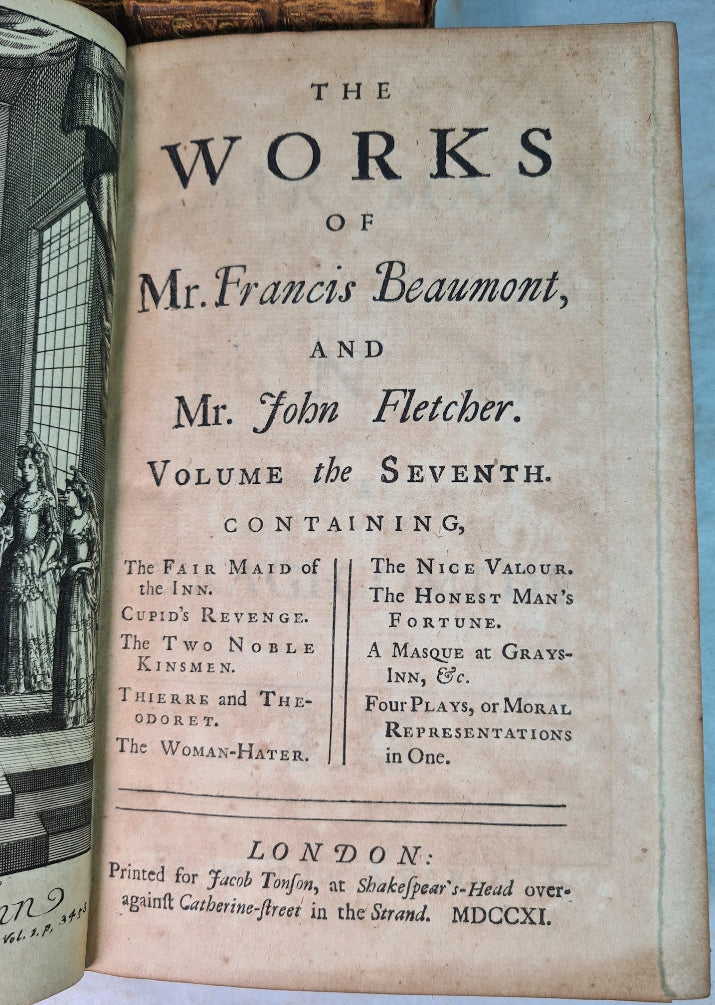 THE
WORKS
OF
Mr. Francis Beaumont,
AND
Mr. John Fletcher.
VOLUME the SEVENTH.
CONTAINING,
The FAIR MAID of
the INN.
CUPID'S REVENGE.
The TWO NOBLE
KINSMEN.
THIERRE and THE-
ODORET.
The WOMAN-HATER.
The NICE VALOUR.
The HONEST MAN'S
FORTUNE.
A MASQUE at GRAYS-
INN, &c.
Four PLAYS, or MORAL
REPRESENTATIONS
in One.
LONDON:
Printed for Jacob Tonſon, at Shakeſpear's-Head over-
againſt Catherine-ſtreet in the Strand. MDCCXI.
Vol. 1. P.